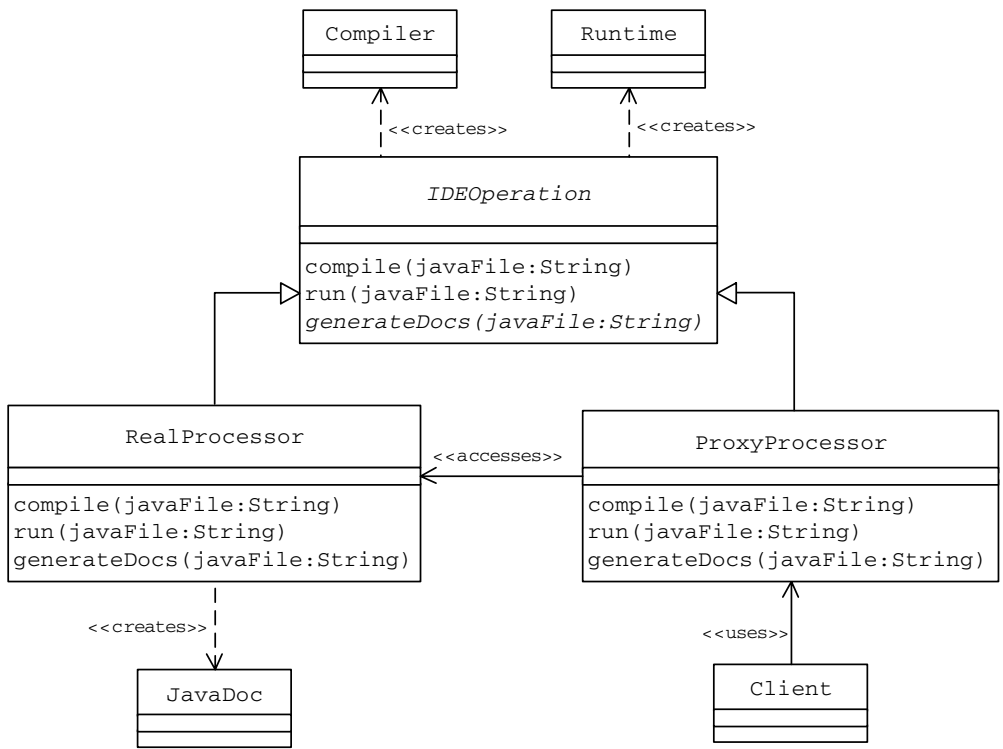 Compiler
Runtime
<<creates>>
<<creates>>
IDEOperation
compile(javaFile:String)
run(javaFile:String)
generateDocs(javaFile:String)
RealProcessor
compile(javaFile:String)
run(javaFile:String)
generateDocs(javaFile:String)
<<accesses>>
ProxyProcessor
compile(javaFile:String)
run(javaFile:String)
generateDocs(javaFile:String)
<<creates>>
<<uses>>
JavaDoc
Client